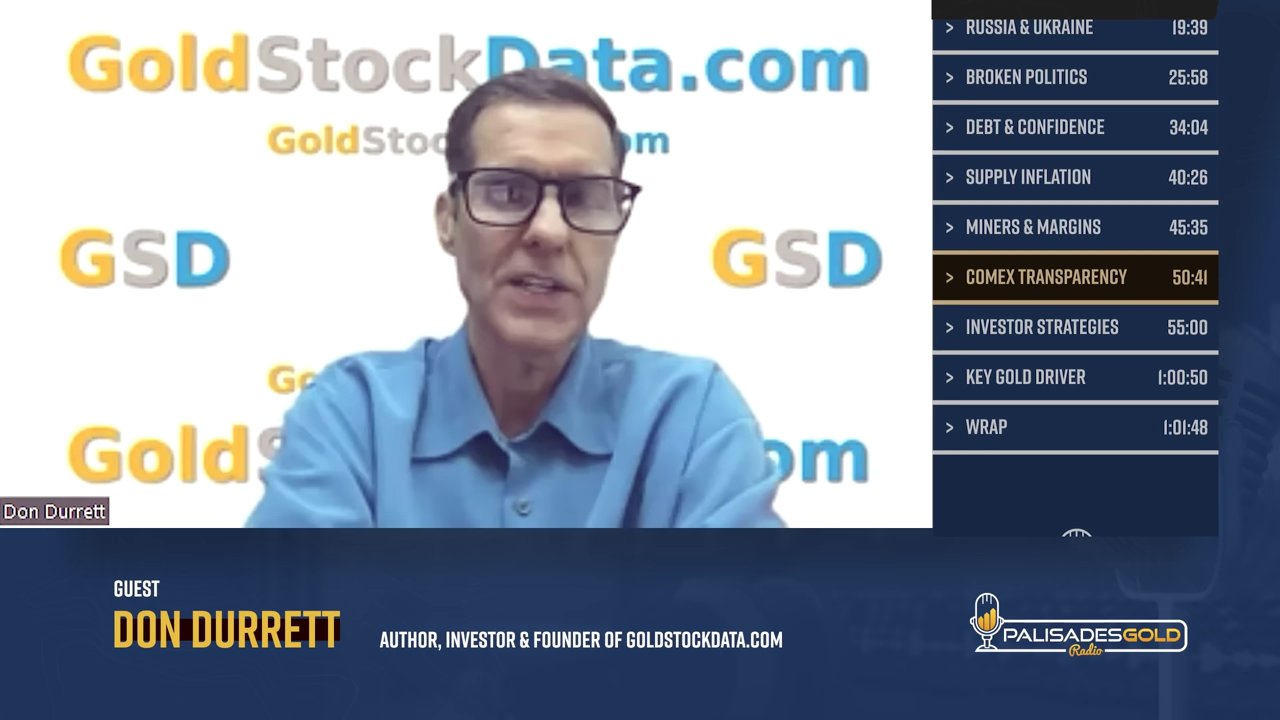 GoldStockData.com
GoldStoc om
GSD GSD
Go
GoldS om
Don Durrett
> RUSSIA & UKRAINE 19:39
> BROKEN POLITICS 25:58
> DEBT & CONFIDENCE 34:04
> SUPPLY INFLATION 40:26
> MINERS & MARGINS 45:35
> COMEX TRANSPARENCY 50:41
> INVESTOR STRATEGIES 55:00
> KEY GOLD DRIVER 1:00:50
> WRAP 1:01:48
GUEST
DON DURRETT
AUTHOR, INVESTOR & FOUNDER OF GOLDSTOCKDATA.COM
PALISADESGOLD
Radio